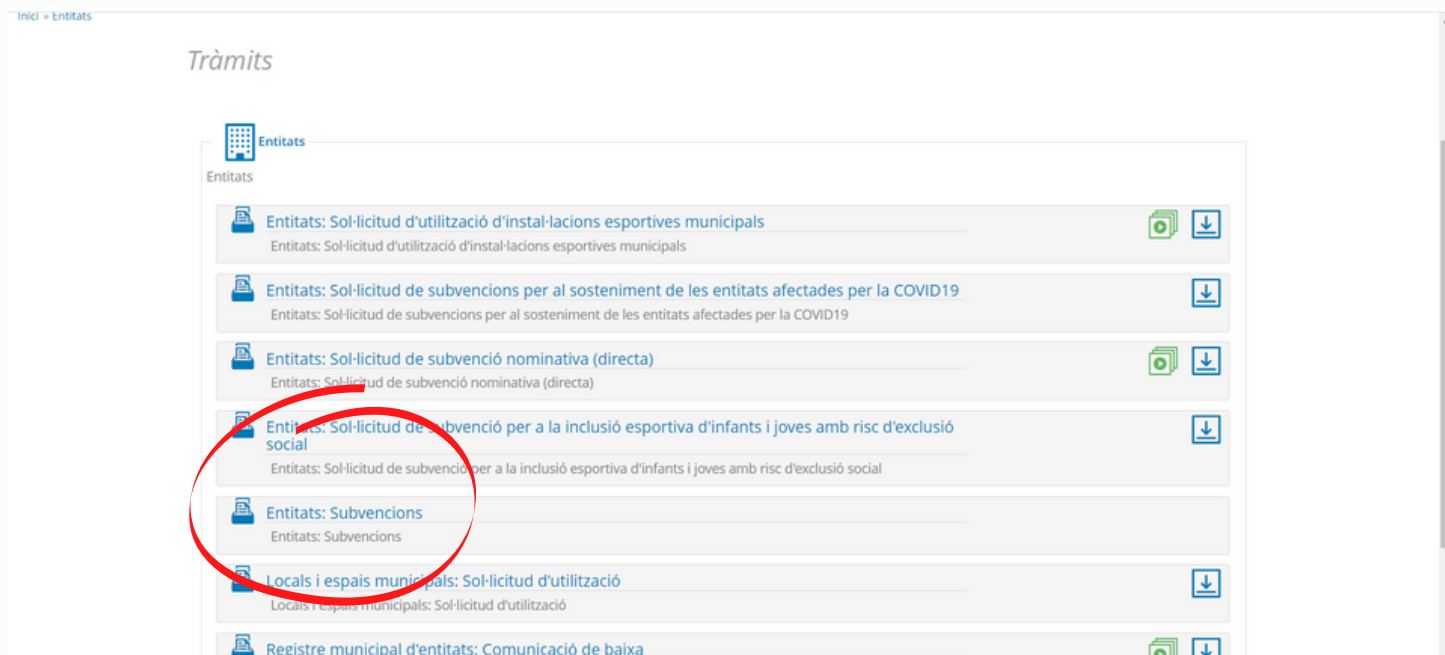 Inici » Entitats
Tràmits
Entitats
Entitats
Entitats: Sol·licitud d'utilització d'instal·lacions esportives municipals
Entitats: Sol·licitud d'utilització d'instal·lacions esportives municipals
Entitats: Sol·licitud de subvencions per al sosteniment de les entitats afectades per la COVID19
Entitats: Sol·licitud de subvencions per al sosteniment de les entitats afectades per la COVID19
Entitats: Sol·licitud de subvenció nominativa (directa)
Entitats: Sol·licitud de subvenció nominativa (directa)
Entitats: Sol·licitud de subvenció per a la inclusió esportiva d'infants i joves amb risc d'exclusió
social
Entitats: Sol·licitud de subvenció per a la inclusió esportiva d'infants i joves amb risc d'exclusió social
Entitats: Subvencions
Entitats: Subvencions
Locals i espais municipals: Sol·licitud d'utilització
Locals i espais municipals: Sol·licitud d'utilització
Registre municipal d'entitats: Comunicació de baixa